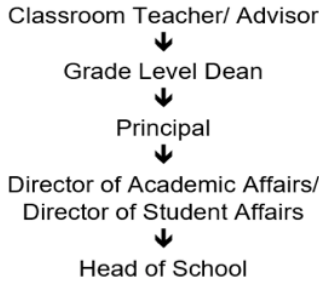 Classroom Teacher/ Advisor
Grade Level Dean
Principal
Director of Academic Affairs/
Director of Student Affairs
Head of School